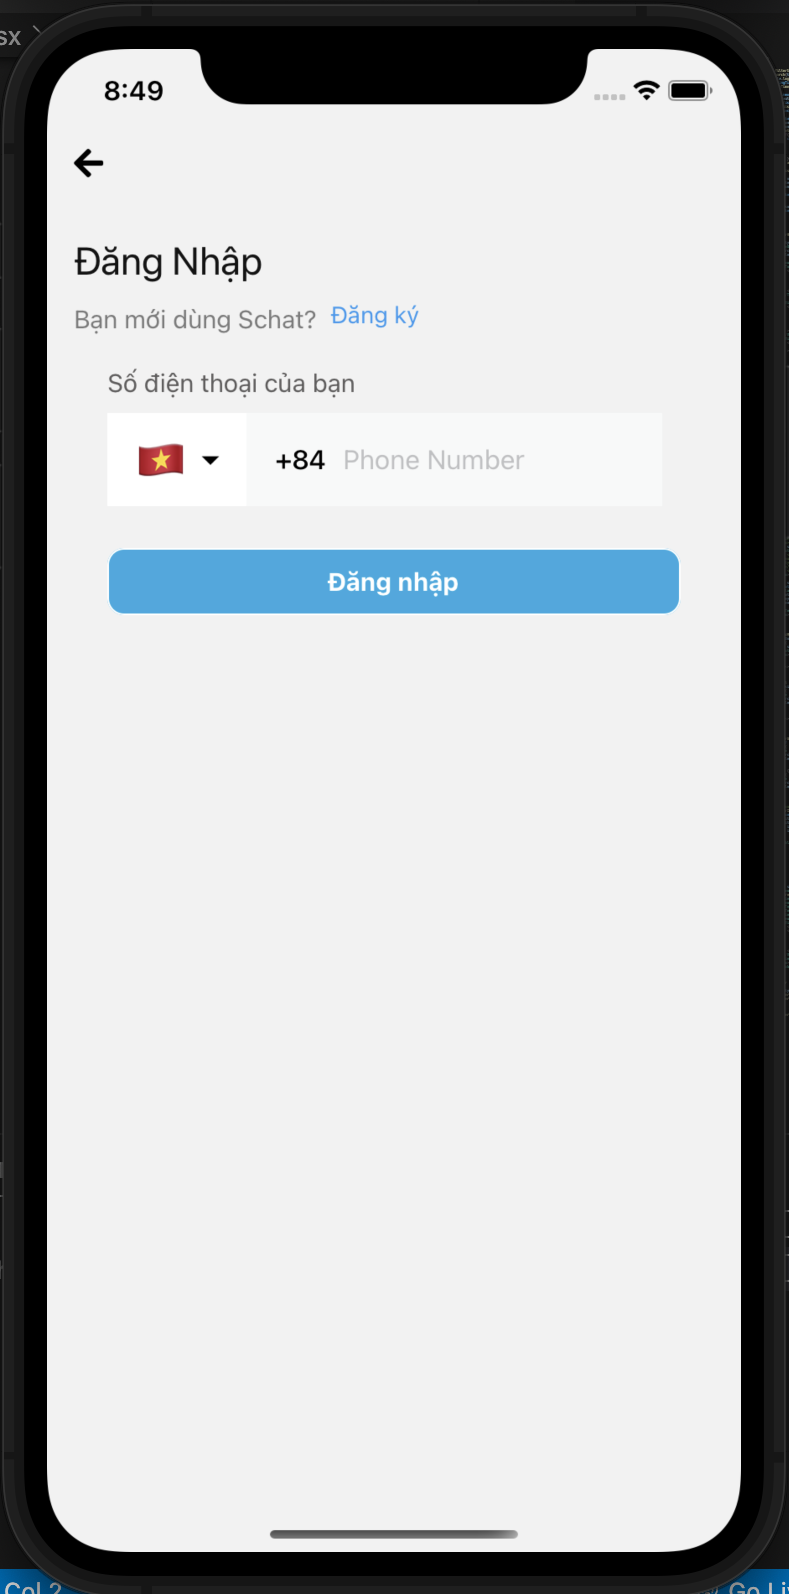 sx
8:49
Đăng Nhập
Bạn mới dùng Schat? Đăng ký
Số điện thoại của bạn
+84 Phone Number
Đăng nhập
Col 2
Go Li